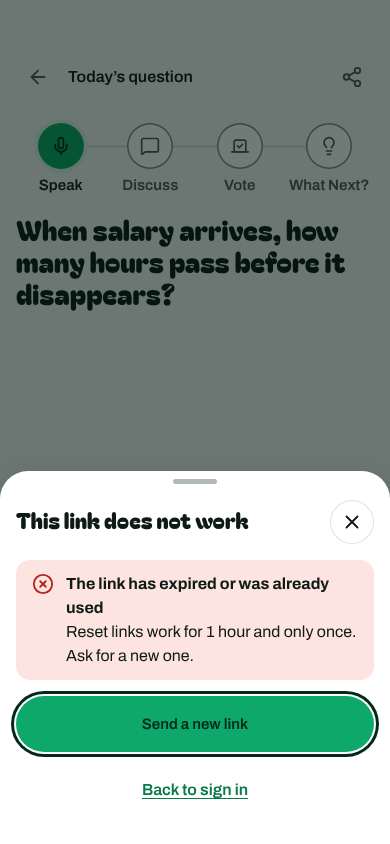 Today’s question
Speak
Discuss
Vote
What Next?
When salary arrives, how
many hours pass before it
disappears?
This link does not work
The link has expired or was already
used
Reset links work for 1 hour and only once.
Ask for a new one.
Send a new link
Back to sign in